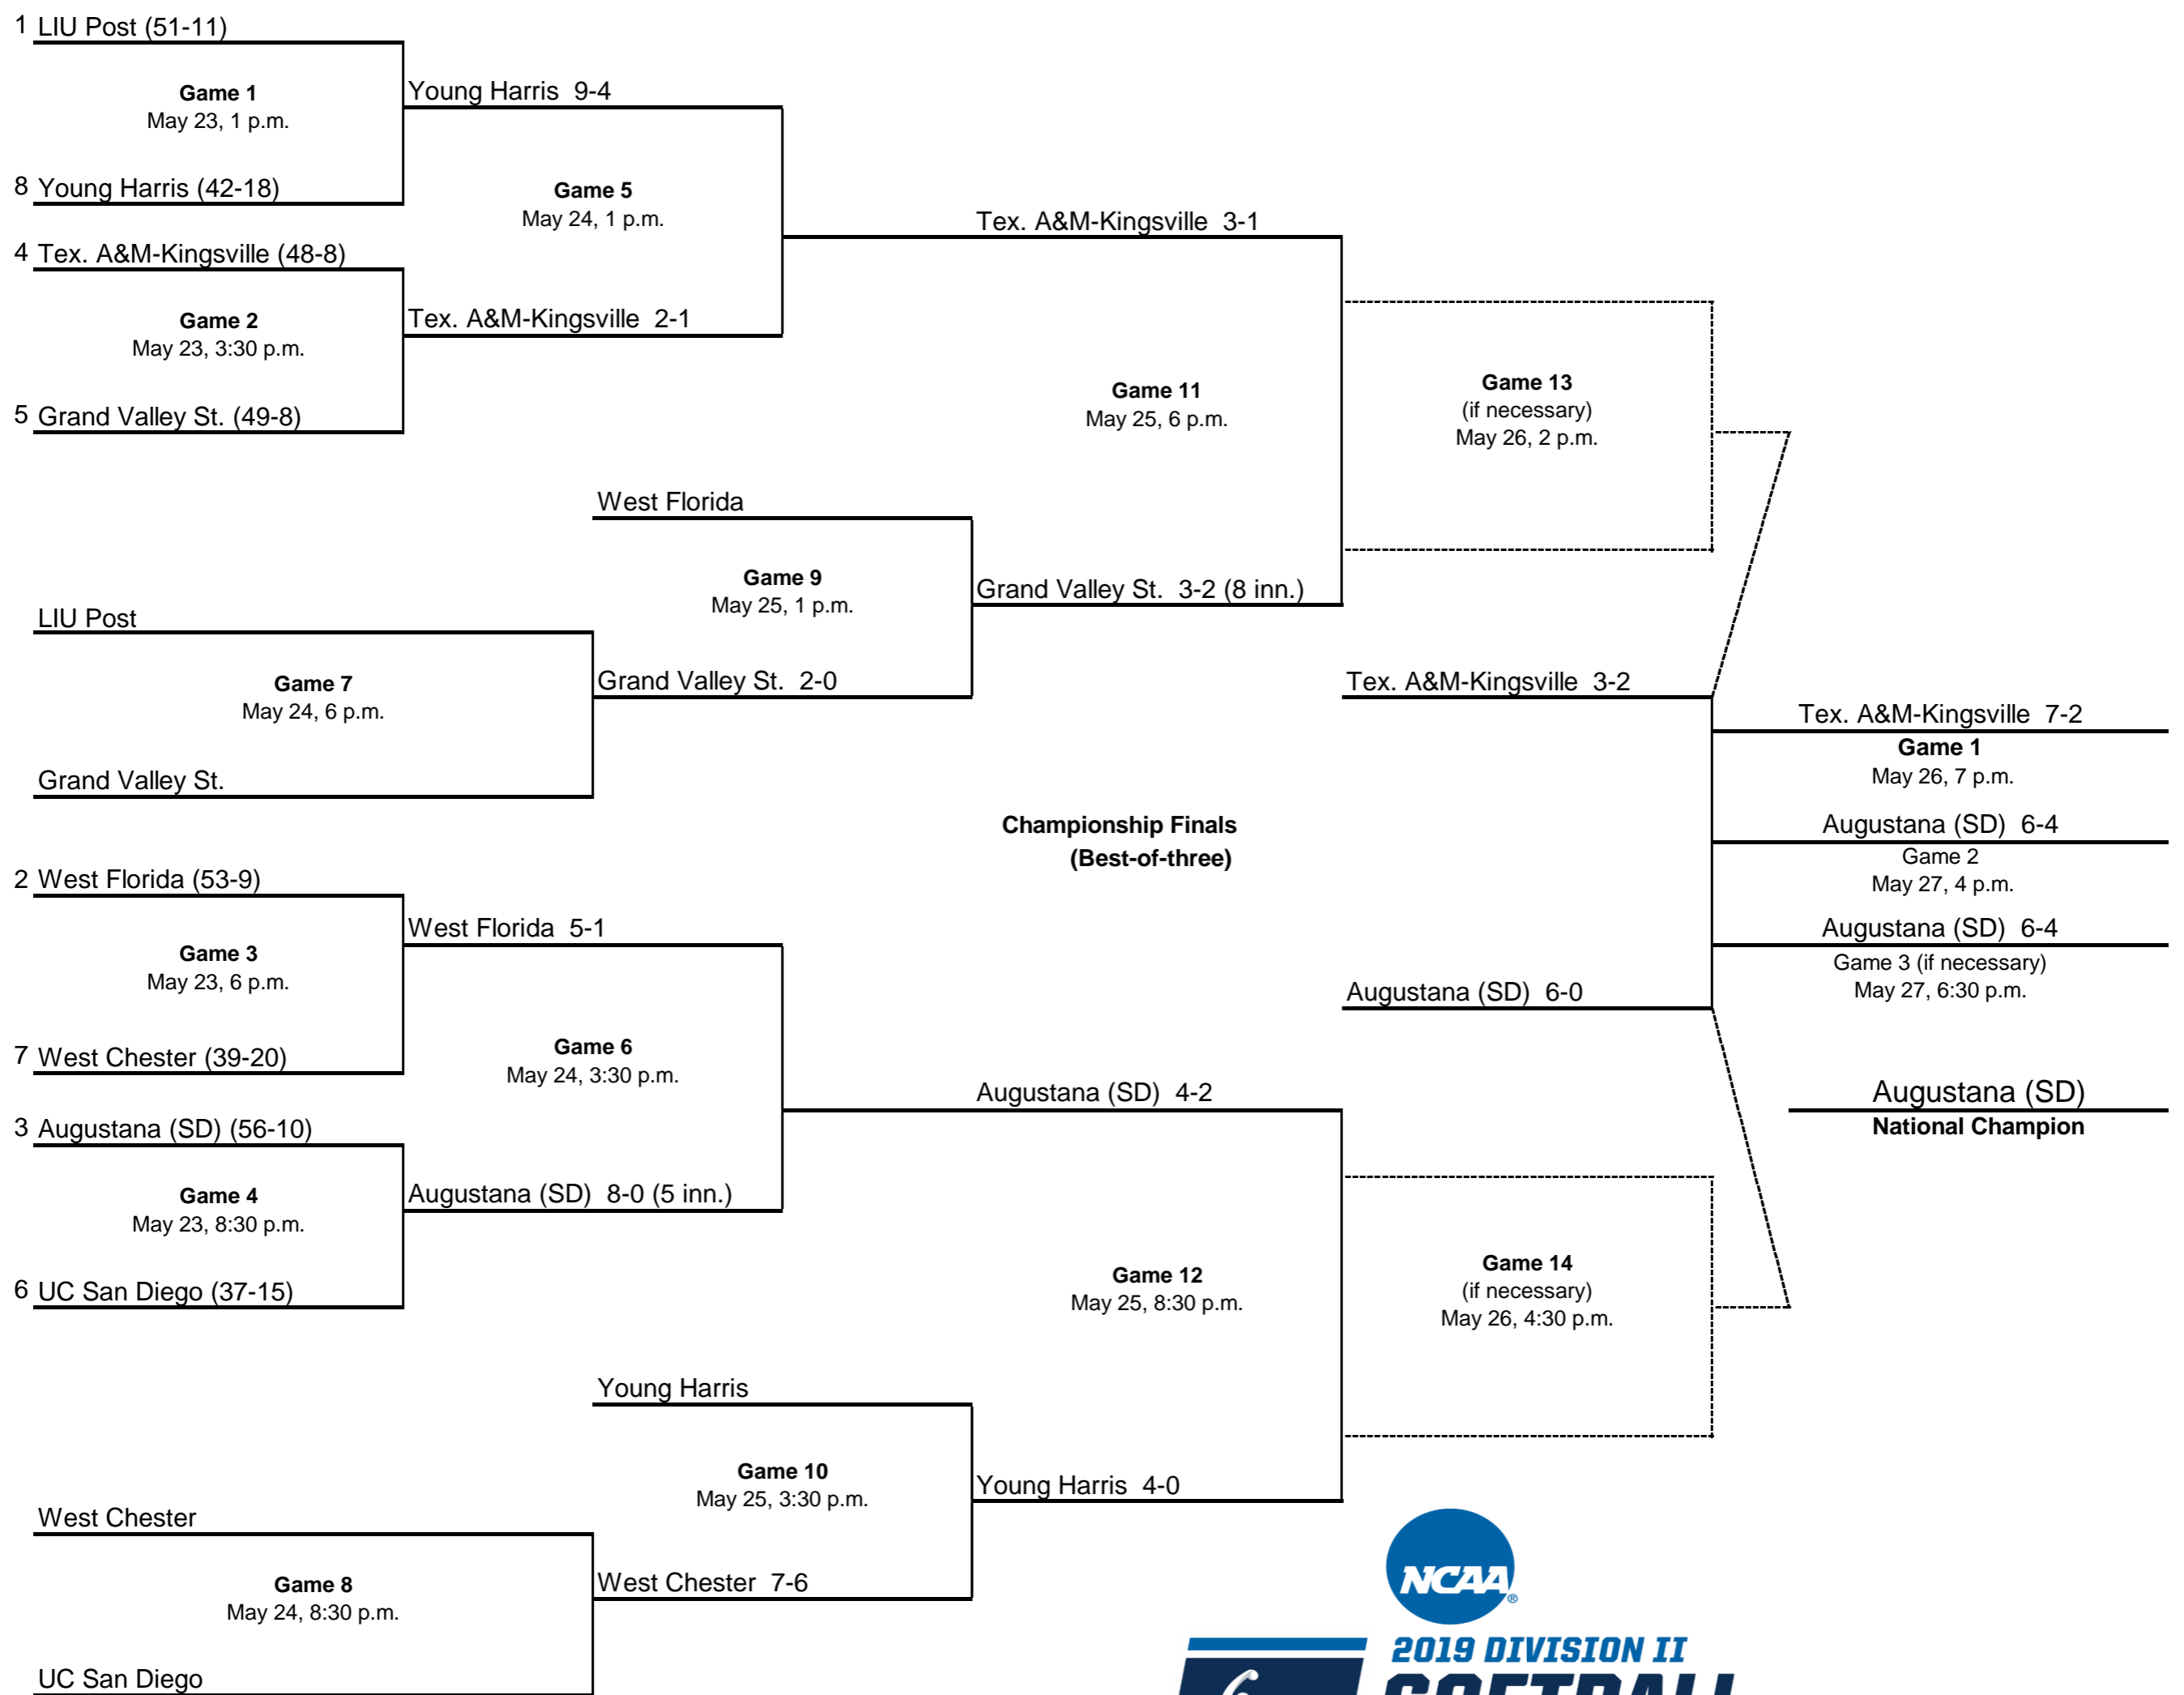 1 LIU Post (51-11)
Game 1
May 23, 1 p.m.
Young Harris 9-4
8 Young Harris (42-18)
Game 5
May 24, 1 p.m.
Tex. A&M-Kingsville 3-1
4 Tex. A&M-Kingsville (48-8)
Game 2
May 23, 3:30 p.m.
Tex. A&M-Kingsville 2-1
5 Grand Valley St. (49-8)
Game 11
May 25, 6 p.m.
Game 13
(if necessary)
May 26, 2 p.m.
West Florida
Game 9
May 25, 1 p.m.
Grand Valley St. 3-2 (8 inn.)
LIU Post
Game 7
May 24, 6 p.m.
Grand Valley St. 2-0
Grand Valley St.
Tex. A&M-Kingsville 3-2
Tex. A&M-Kingsville 7-2
Game 1
May 26, 7 p.m.
Championship Finals
(Best-of-three)
Augustana (SD) 6-4
Game 2
May 27, 4 p.m.
Augustana (SD) 6-4
Game 3 (if necessary)
May 27, 6:30 p.m.
Augustana (SD) 6-0
2 West Florida (53-9)
Game 3
May 23, 6 p.m.
West Florida 5-1
7 West Chester (39-20)
Game 6
May 24, 3:30 p.m.
Augustana (SD) 4-2
Augustana (SD)
National Champion
3 Augustana (SD) (56-10)
Game 4
May 23, 8:30 p.m.
Augustana (SD) 8-0 (5 inn.)
6 UC San Diego (37-15)
Game 12
May 25, 8:30 p.m.
Game 14
(if necessary)
May 26, 4:30 p.m.
Young Harris
Game 10
May 25, 3:30 p.m.
Young Harris 4-0
West Chester
Game 8
May 24, 8:30 p.m.
West Chester 7-6
UC San Diego
NCAA®
2019 DIVISION II
SOFTBALL